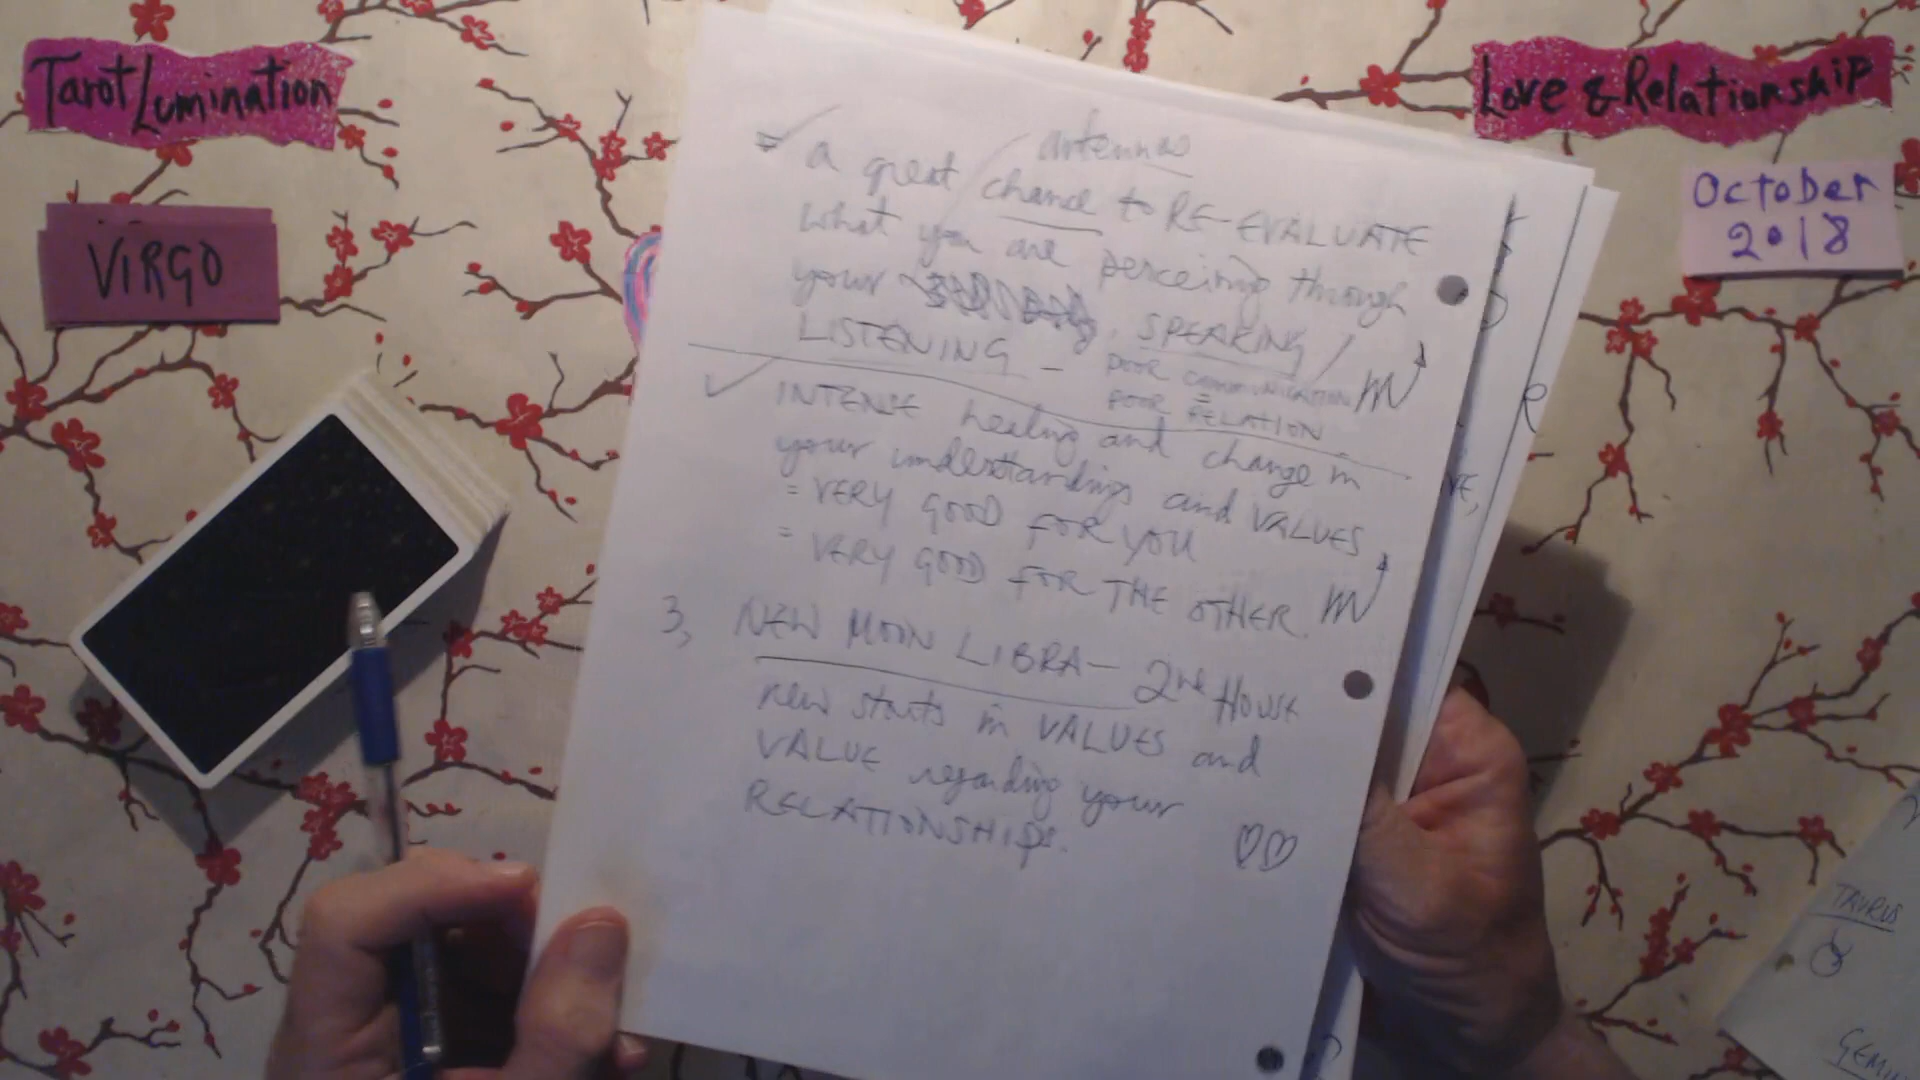 Tarot Lumination
VIRGO
Love & Relationship
October
2018
antennas
= a great chance to RE-EVALUATE
what you are perceiving through
your SPEAKING /
LISTENING -
POOR COMMUNICATION
=
POOR RELATION
✓ INTENSE healing and change in
your understandings and VALUES
= VERY GOOD FOR YOU
= VERY GOOD FOR THE OTHER.
3, NEW MOON LIBRA - 2nd House
new starts in VALUES and
VALUE regarding your
RELATIONSHIPS.
♡♡
VE,
R
TAURUS
♉
GEMI